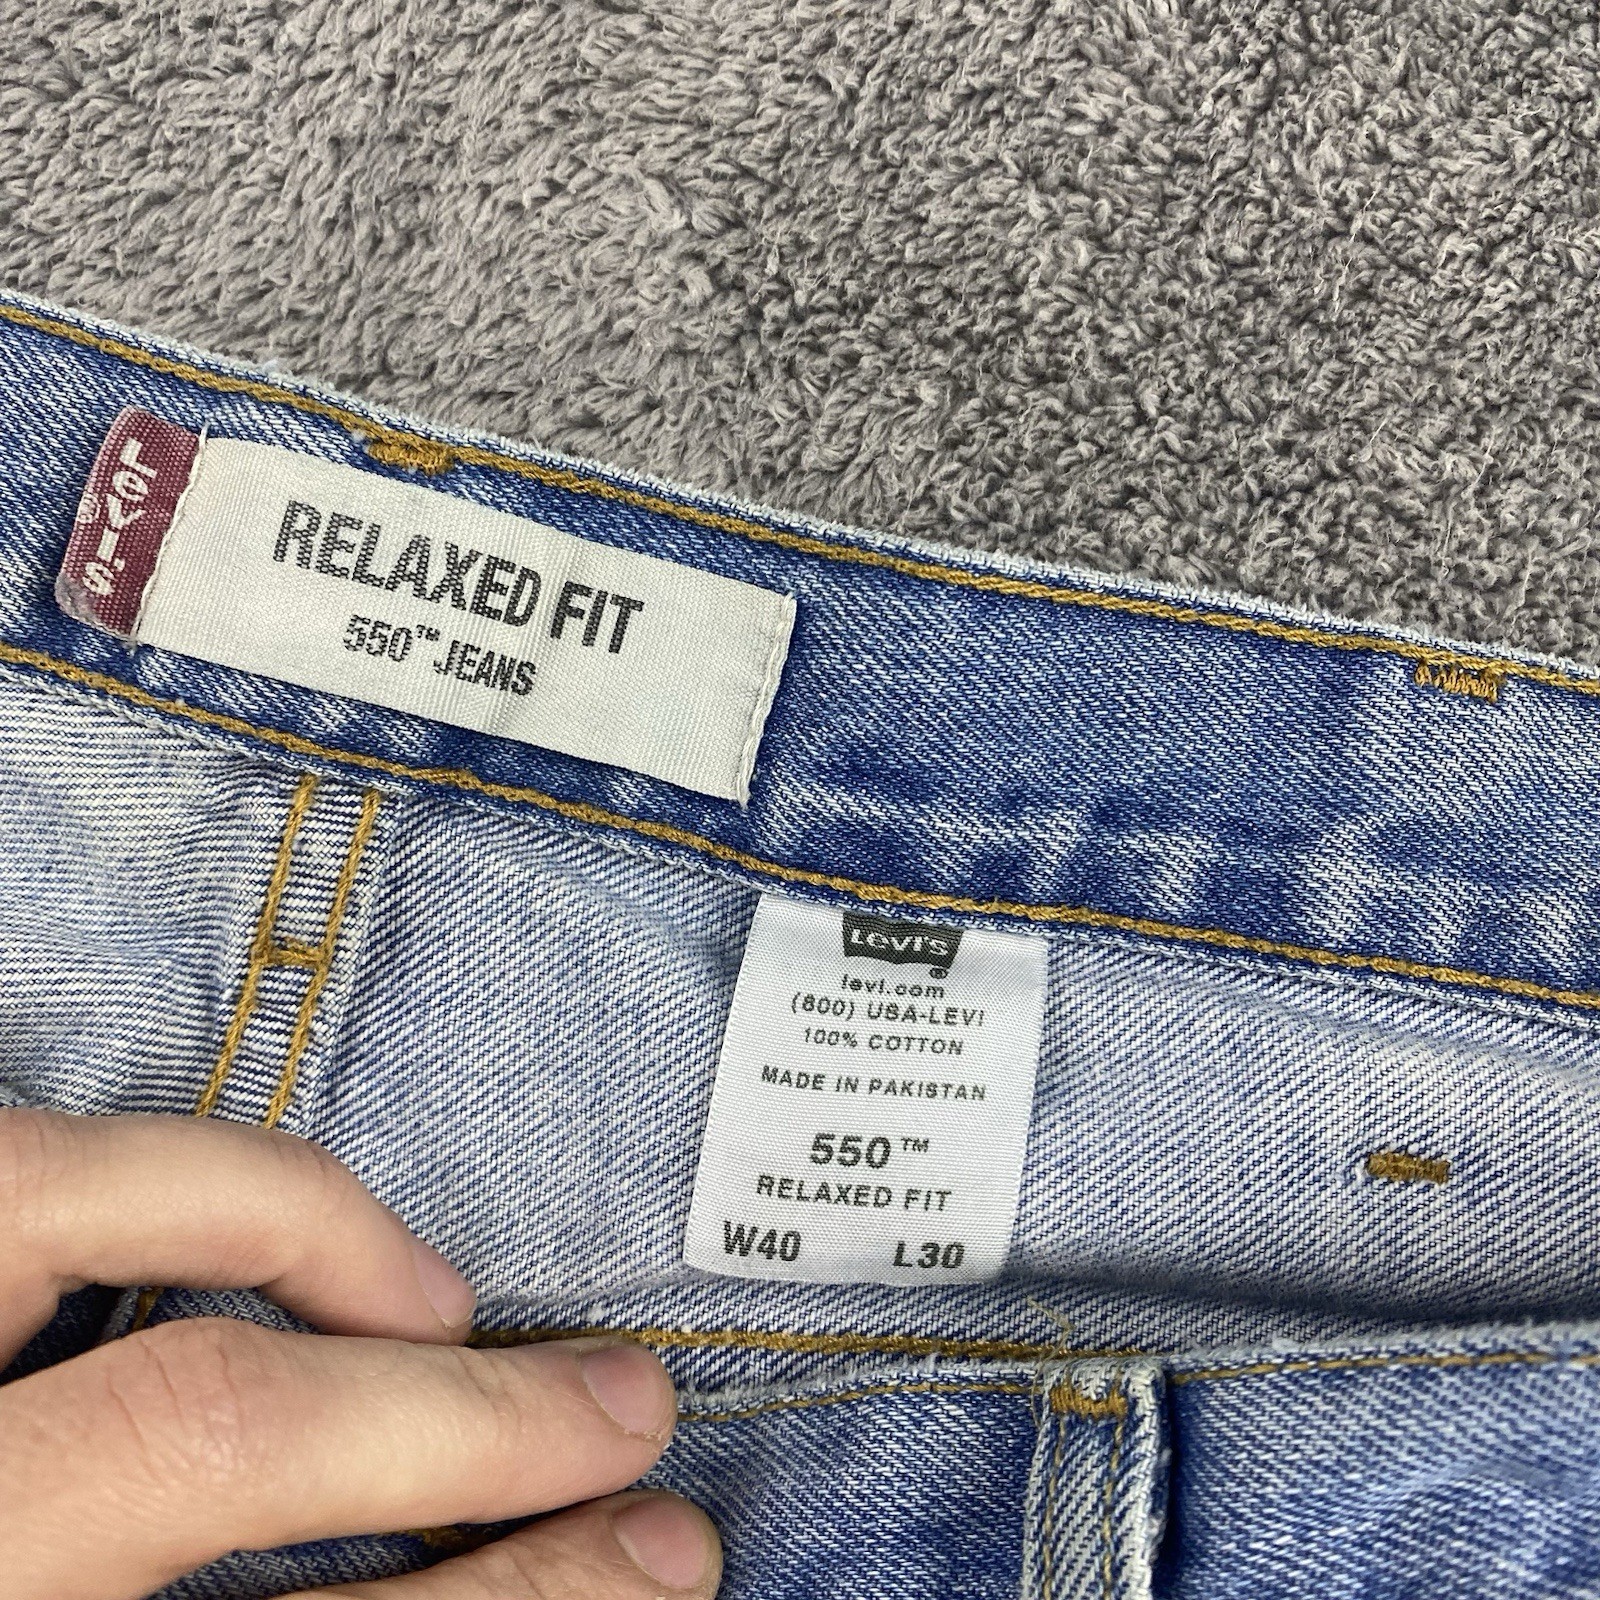 LEVI'S
®
RELAXED FIT
550™ JEANS
LEVI'S
®
levi.com
(800) USA-LEVI
100% COTTON
MADE IN PAKISTAN
550™
RELAXED FIT
W40 L30